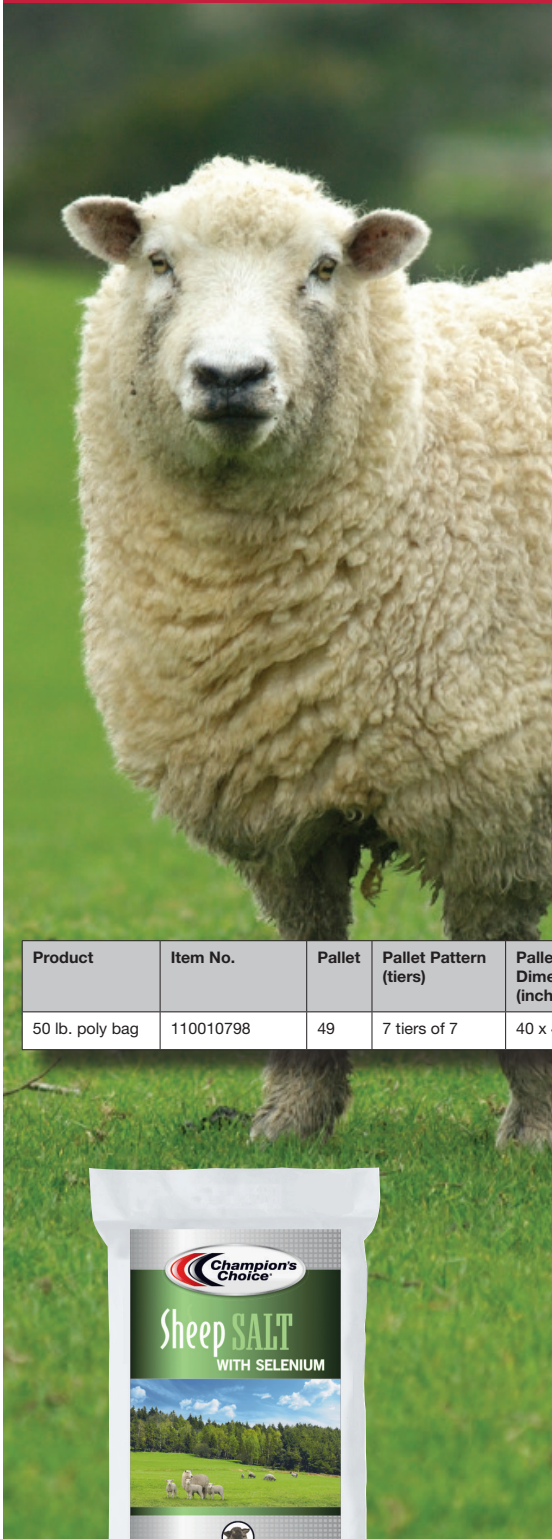 Product Item No. Pallet Pallet Pattern
(tiers)
50 lb. poly bag 110010798 49 7 tiers of 7 40 x
Champion's
Choice
Sheep SALT
WITH SELENIUM